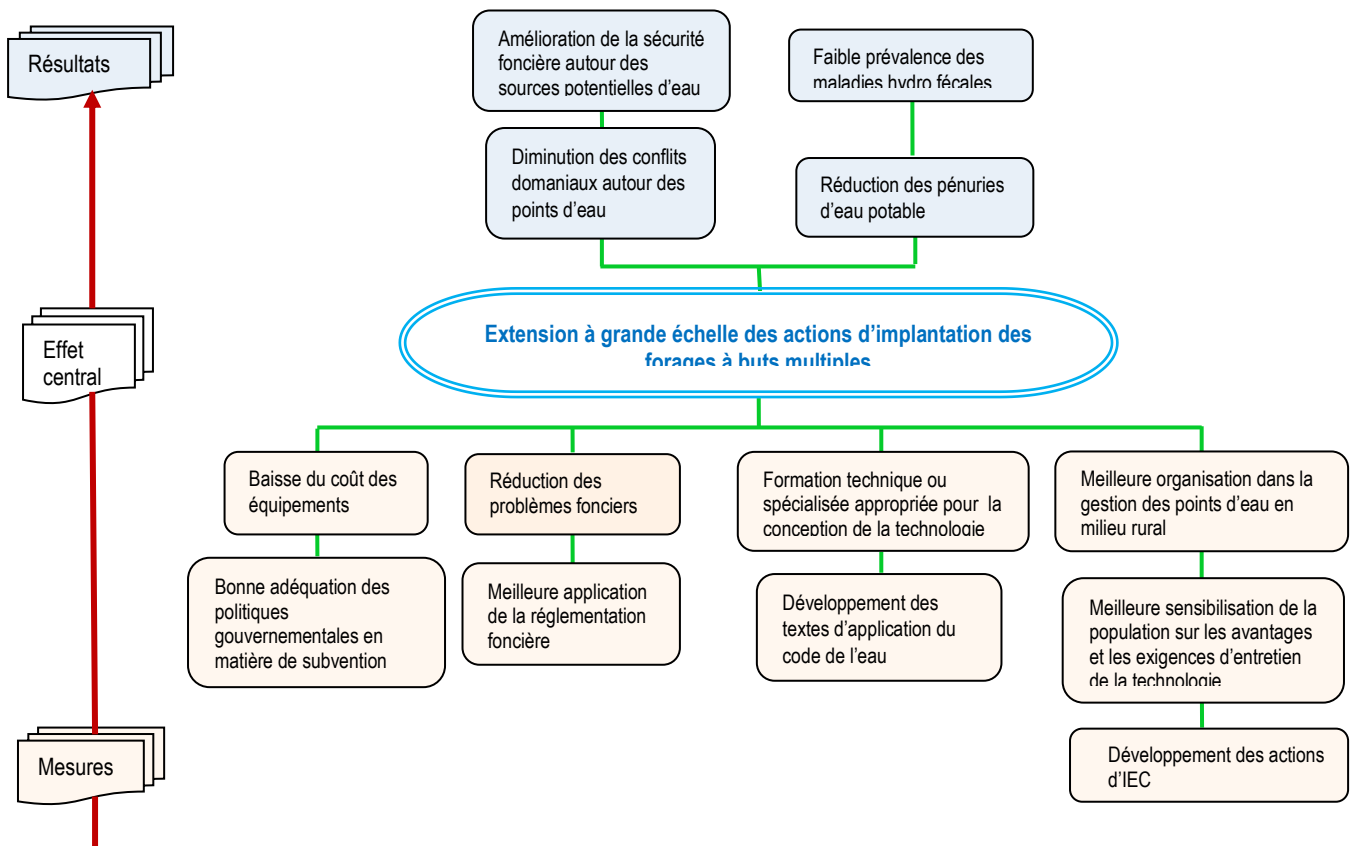 Résultats
Amélioration de la sécurité
foncière autour des
sources potentielles d'eau
Faible prévalence des
maladies hydro fécales
Diminution des conflits
domaniaux autour des
points d'eau
Réduction des pénuries
d'eau potable
Effet
central
Extension à grande échelle des actions d'implantation des
forages à buts multiples
Baisse du coût des
équipements
Réduction des
problèmes fonciers
Formation technique ou
spécialisée appropriée pour la
conception de la technologie
Meilleure organisation dans la
gestion des points d'eau en
milieu rural
Bonne adéquation des
politiques
gouvernementales en
matière de subvention
Meilleure application
de la réglementation
foncière
Développement des
textes d'application du
code de l'eau
Meilleure sensibilisation de la
population sur les avantages
et les exigences d'entretien
de la technologie
Mesures
Développement des actions
d'IEC